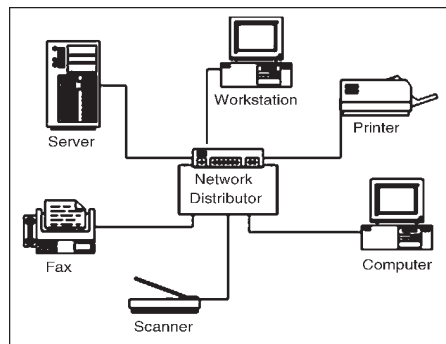 Workstation
Server
Printer
Network
Distributor
Fax
Computer
Scanner